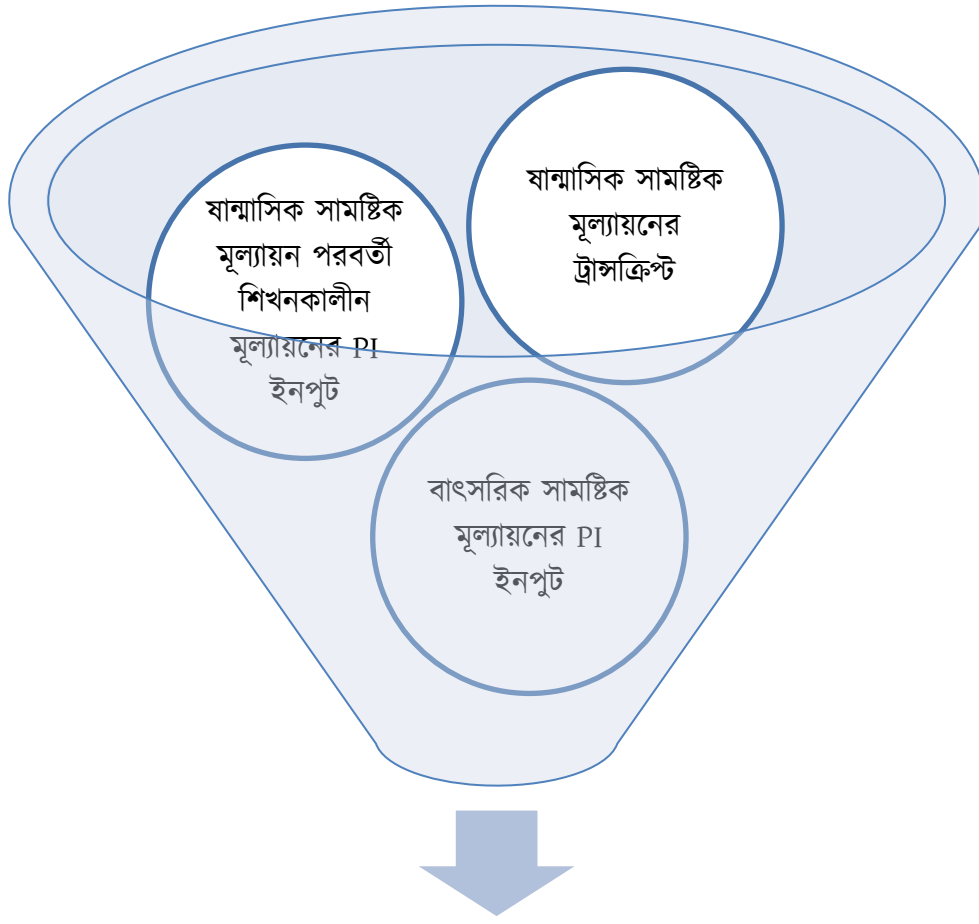 ষান্মাসিক সামষ্টিক
মূল্যায়ন পরবর্তী
শিখনকালীন
মূল্যায়নের PI
ইনপুট
ষান্মাসিক সামষ্টিক
মূল্যায়নের
ট্রান্সক্রিপ্ট
বাৎসরিক সামষ্টিক
মূল্যায়নের PI
ইনপুট